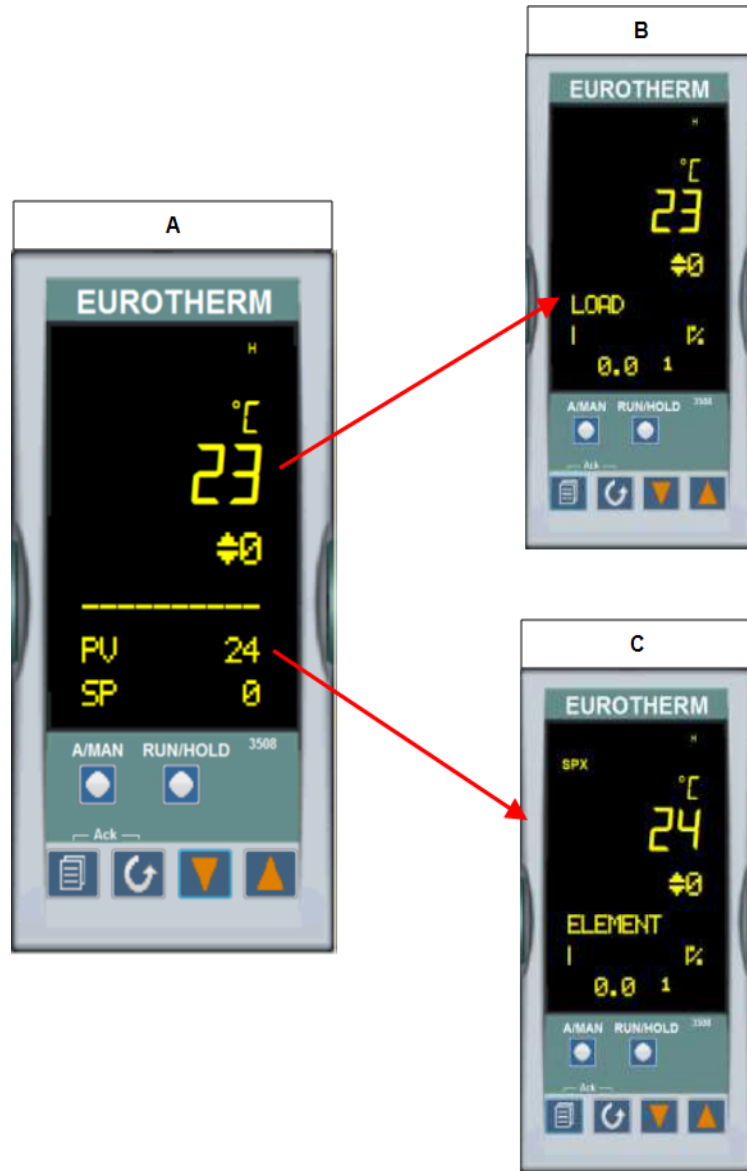 A
EUROTHERM
H
°C
23
0
----------
PV 24
SP 0
A/MAN RUN/HOLD 3508
Ack
B
EUROTHERM
H
°C
23
0
LOAD
%
0.0 1
A/MAN RUN/HOLD 3508
Ack
C
EUROTHERM
H
SPX
°C
24
0
ELEMENT
%
0.0 1
A/MAN RUN/HOLD 3508
Ack